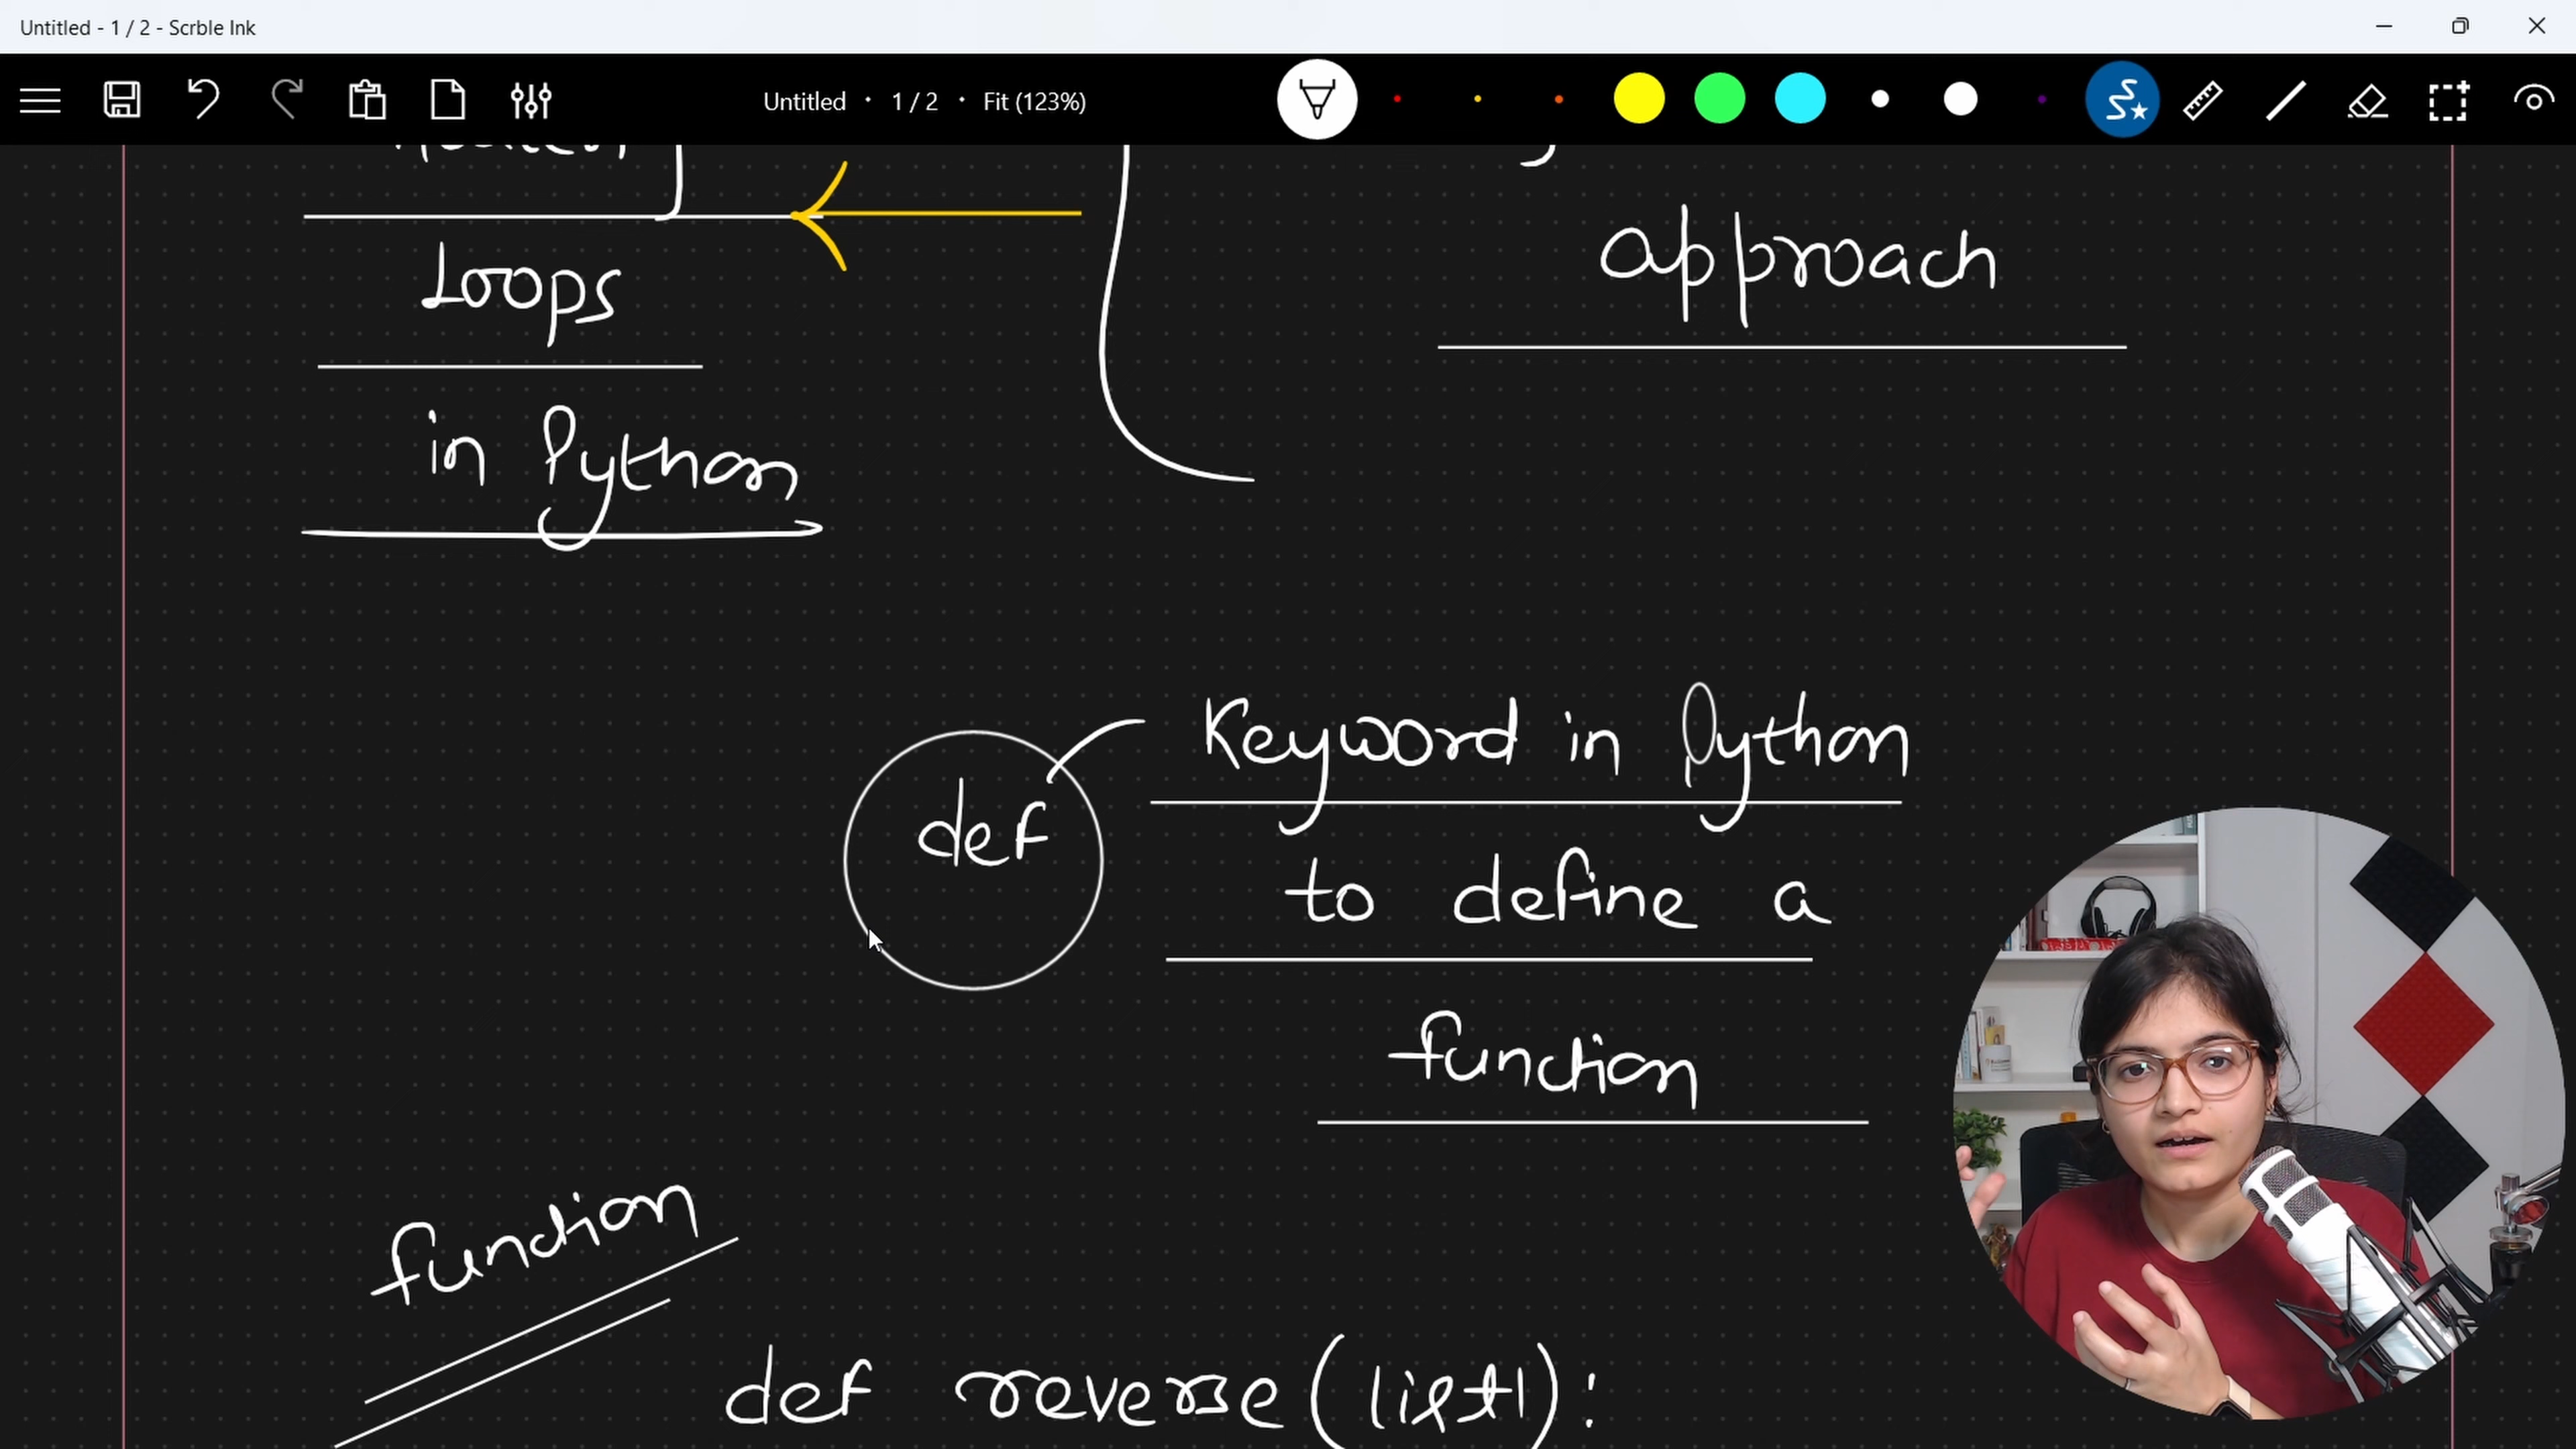 Untitled - 1 / 2 - Scrble Ink
Untitled • 1 / 2 • Fit (123%)
Loops
in Python
approach
def
Keyword in Python
to define a
function
function
def reverse(list1):